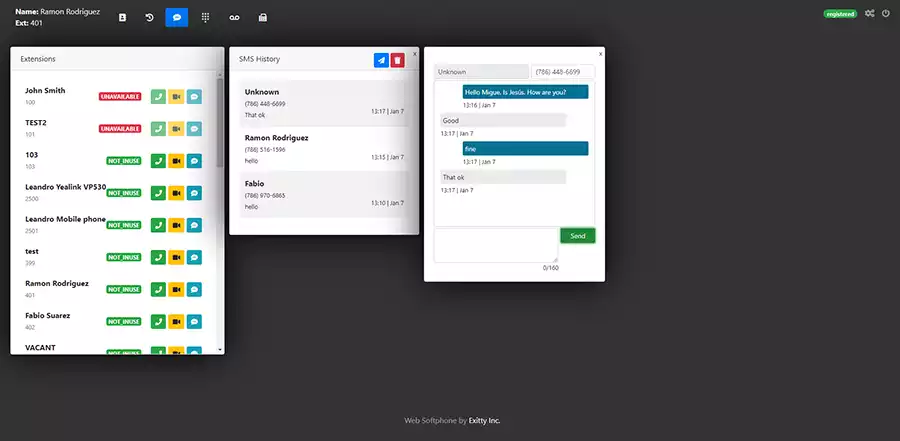 Name: Ramon Rodriguez
Ext: 401
registered
Extensions
John Smith
100
UNAVAILABLE
TEST2
101
UNAVAILABLE
103
103
NOT_INUSE
Leandro Yealink VP530
2500
NOT_INUSE
Leandro Mobile phone
2501
NOT_INUSE
test
399
NOT_INUSE
Ramon Rodriguez
401
NOT_INUSE
Fabio Suarez
402
NOT_INUSE
VACANT
NOT_INUSE
SMS History
x
Unknown
(786) 448-6699
That ok
13:17 | Jan 7
Ramon Rodriguez
(786) 516-1596
hello
13:15 | Jan 7
Fabio
(786) 970-6865
hello
13:10 | Jan 7
x
Unknown
(786) 448-6699
Hello Migue. Is Jesús. How are you?
13:16 | Jan 7
Good
13:17 | Jan 7
fine
13:17 | Jan 7
That ok
13:17 | Jan 7
Send
0/160
Web Softphone by Exitty Inc.